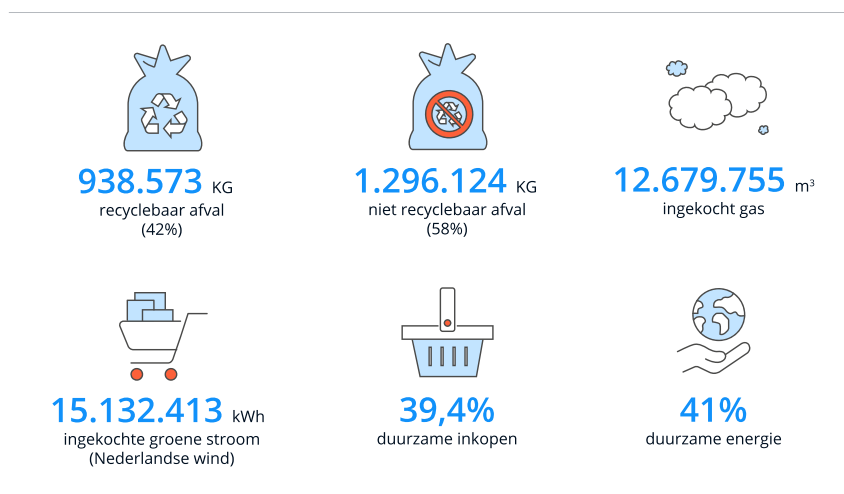 938.573 KG
recyclebaar afval
(42%)
1.296.124 KG
niet recyclebaar afval
(58%)
12.679.755 m³
ingekocht gas
15.132.413 kWh
ingekochte groene stroom
(Nederlandse wind)
39,4%
duurzame inkopen
41%
duurzame energie